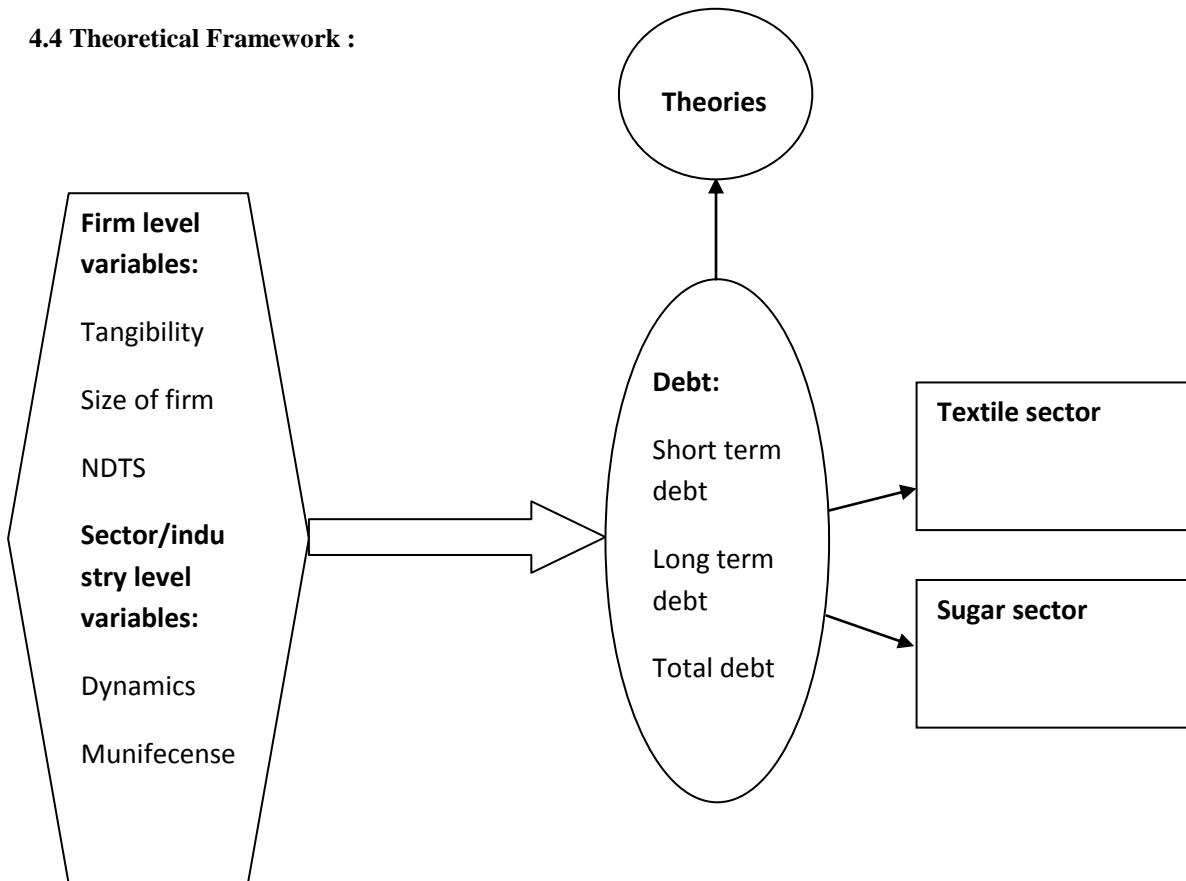 4.4 Theoretical Framework :
Theories
Firm level
variables:
Tangibility
Size of firm
NDTS
Sector/indu
stry level
variables:
Dynamics
Munifecense
Debt:
Short term
debt
Long term
debt
Total debt
Textile sector
Sugar sector